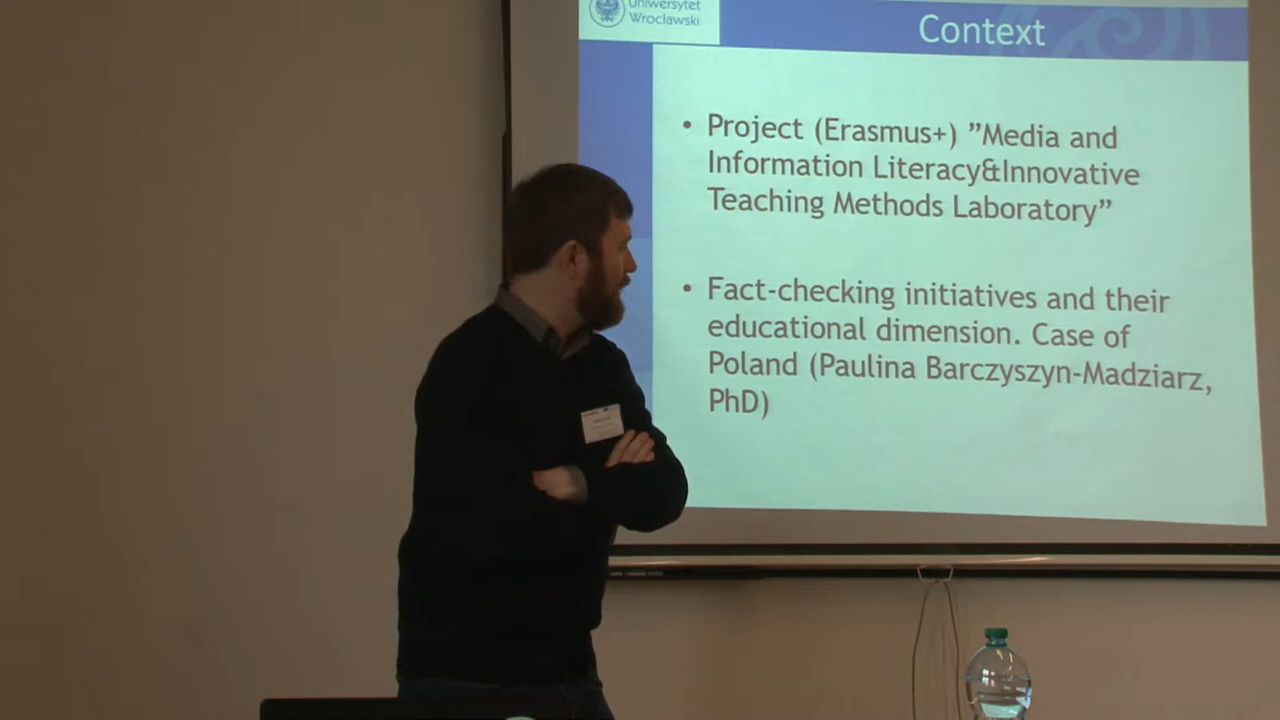 Uniwersytet
Wrocławski
Context
• Project (Erasmus+) ”Media and
Information Literacy&Innovative
Teaching Methods Laboratory”
• Fact-checking initiatives and their
educational dimension. Case of
Poland (Paulina Barczyszyn-Madziarz,
PhD)